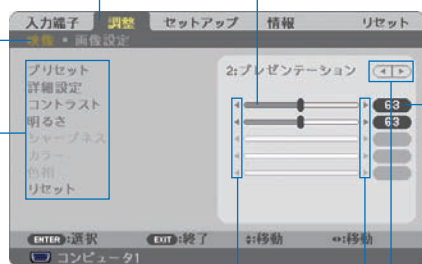 入力端子 調整 セットアップ 情報 リセット
映像 • 画像設定
プリセット 2:プレゼンテーション
詳細設定
コントラスト 63
明るさ 63
シャープネス
カラー
色相
リセット
ENTER:選択 EXIT:終了 ⬍:移動 ⬌:移動
コンピュータ1